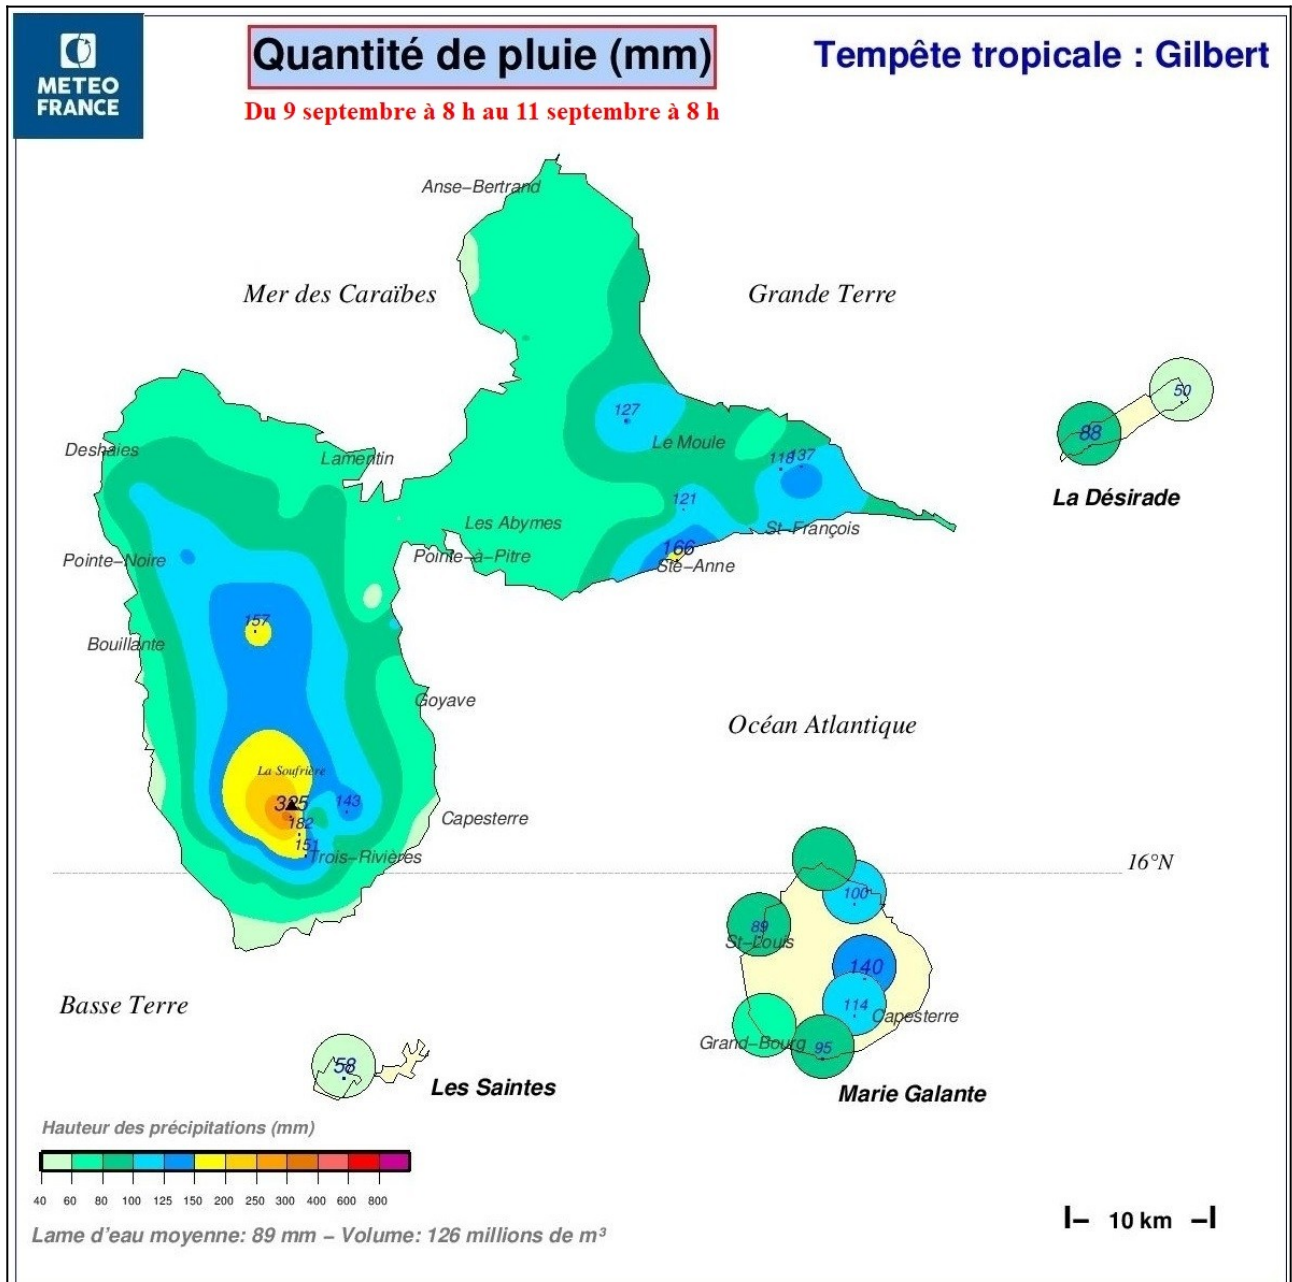 METEO
FRANCE
Quantité de pluie (mm)
Tempête tropicale : Gilbert
Du 9 septembre à 8 h au 11 septembre à 8 h
Anse-Bertrand
Mer des Caraïbes
Grande Terre
50
127
88
Le Moule
Deshaies
Lamentin
118
137
La Désirade
121
Les Abymes
St-François
166
Pointe-Noire
Pointe-à-Pitre
Ste-Anne
157
Bouillante
Goyave
Océan Atlantique
La Soufrière
325
143
182
Capesterre
151
Trois-Rivières
16°N
100
89
St-Louis
140
Basse Terre
114
Capesterre
Grand-Bourg
95
58
Les Saintes
Marie Galante
Hauteur des précipitations (mm)
40 60 80 100 125 150 200 250 300 400 600 800
10 km
Lame d'eau moyenne: 89 mm – Volume: 126 millions de m³